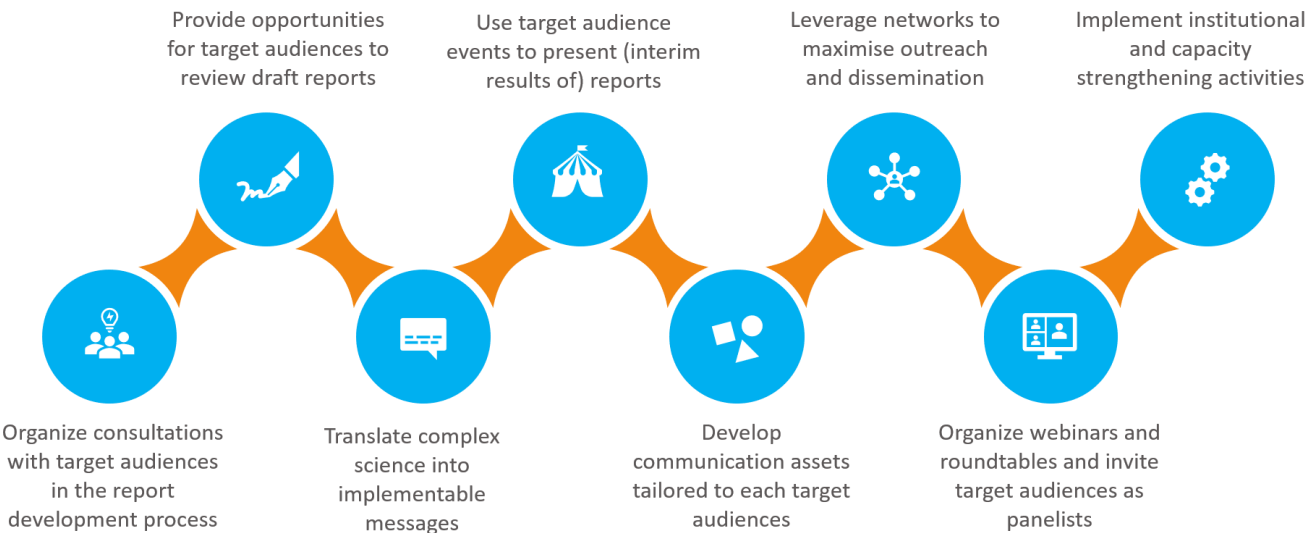 Provide opportunities
for target audiences to
review draft reports
Use target audience
events to present (interim
results of) reports
Leverage networks to
maximise outreach
and dissemination
Implement institutional
and capacity
strengthening activities
Organize consultations
with target audiences
in the report
development process
Translate complex
science into
implementable
messages
Develop
communication assets
tailored to each target
audiences
Organize webinars and
roundtables and invite
target audiences as
panelists